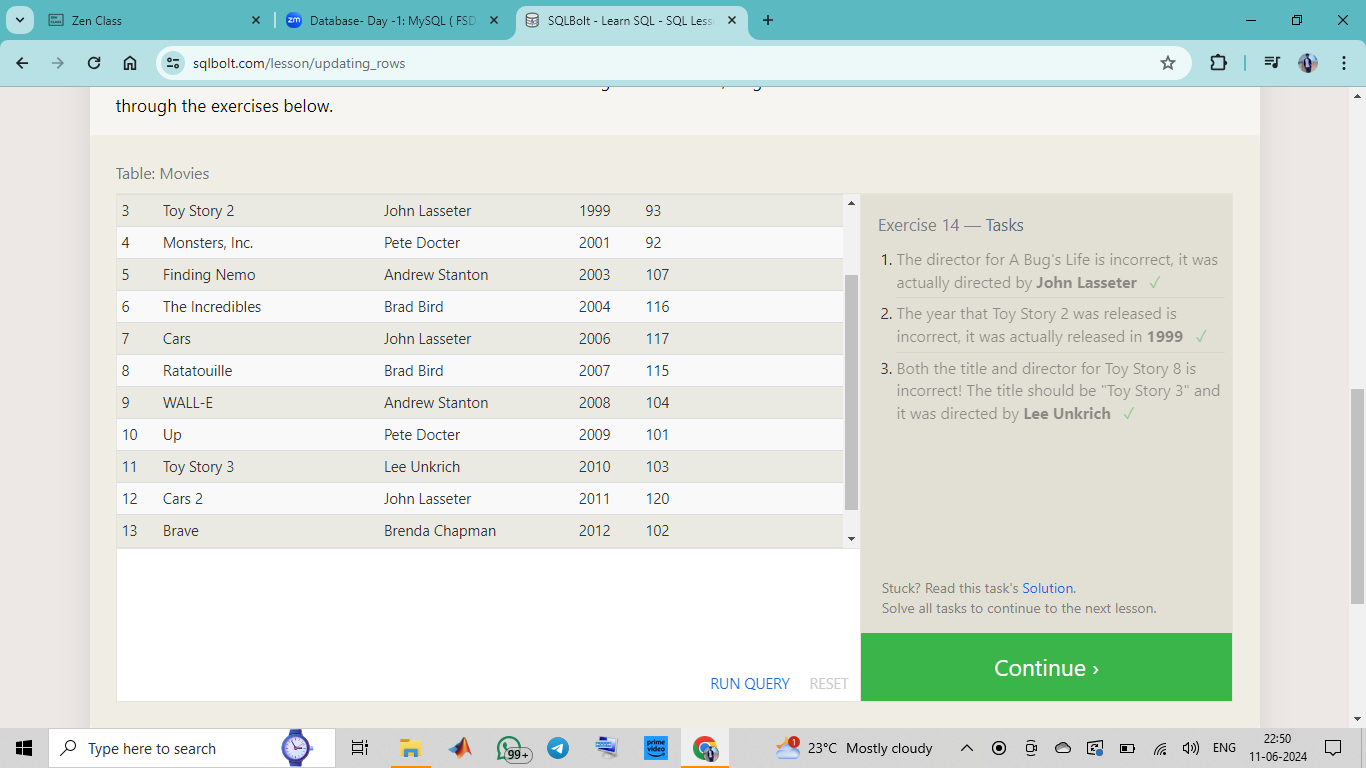 Zen Class
zm Database- Day -1: MySQL ( FSD
SQLBolt - Learn SQL - SQL Less
sqlbolt.com/lesson/updating_rows
through the exercises below.
Table: Movies
3 Toy Story 2 John Lasseter 1999 93
4 Monsters, Inc. Pete Docter 2001 92
5 Finding Nemo Andrew Stanton 2003 107
6 The Incredibles Brad Bird 2004 116
7 Cars John Lasseter 2006 117
8 Ratatouille Brad Bird 2007 115
9 WALL-E Andrew Stanton 2008 104
10 Up Pete Docter 2009 101
11 Toy Story 3 Lee Unkrich 2010 103
12 Cars 2 John Lasseter 2011 120
13 Brave Brenda Chapman 2012 102
RUN QUERY RESET
Exercise 14 — Tasks
1. The director for A Bug's Life is incorrect, it was
actually directed by John Lasseter ✓
2. The year that Toy Story 2 was released is
incorrect, it was actually released in 1999 ✓
3. Both the title and director for Toy Story 8 is
incorrect! The title should be "Toy Story 3" and
it was directed by Lee Unkrich ✓
Stuck? Read this task's Solution.
Solve all tasks to continue to the next lesson.
Continue ›
Type here to search
99+
prime
video
1
23°C Mostly cloudy
ENG
22:50
11-06-2024